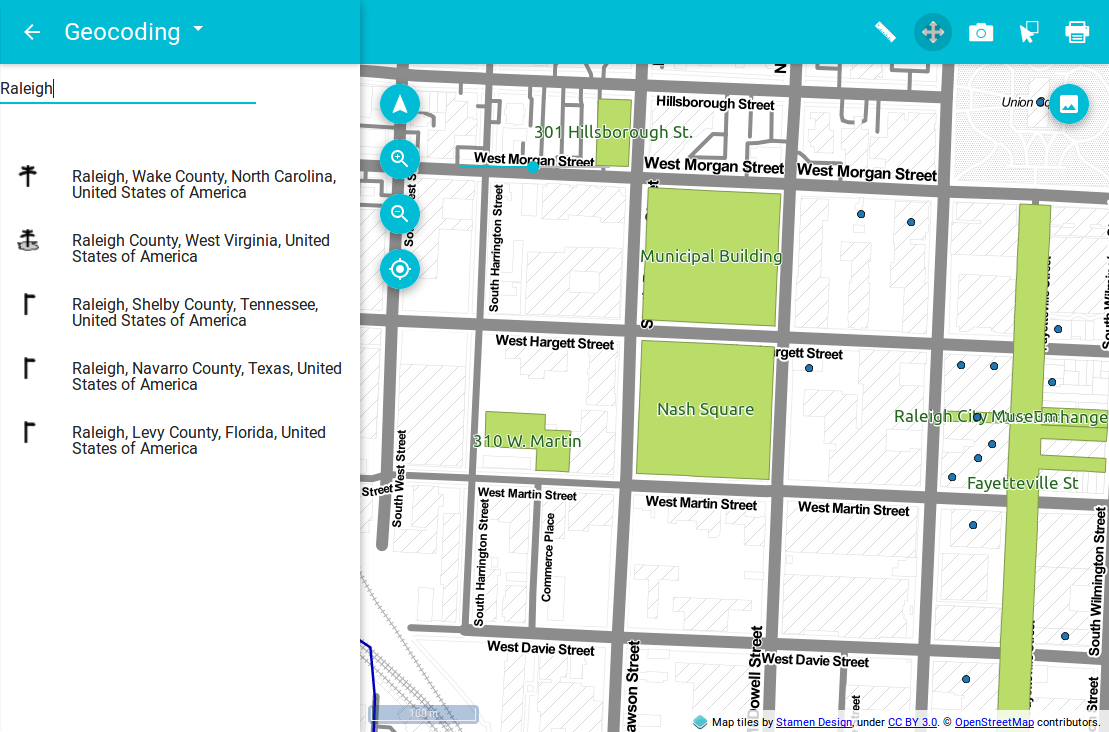 Geocoding
Raleigh
Raleigh, Wake County, North Carolina,
United States of America
Raleigh County, West Virginia, United
States of America
Raleigh, Shelby County, Tennessee,
United States of America
Raleigh, Navarro County, Texas, United
States of America
Raleigh, Levy County, Florida, United
States of America
Hillsborough Street
Union
301 Hillsborough St.
West Morgan Street
West Morgan Street
West Morgan Street
South Harrington Street
Municipal Building
West Hargett Street
Nash Square
310 W. Martin
Raleigh City Museum
Fayetteville St
South West Street
Street
West Martin Street
West Martin Street
West Martin Street
South Harrington Street
Commerce Place
South Wilmington Street
West Davie Street
West Davie Street
Street
100 m
Map tiles by Stamen Design, under CC BY 3.0. © OpenStreetMap contributors.